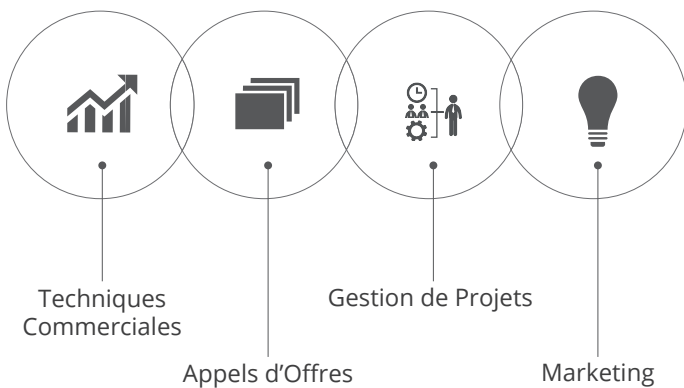 Techniques
Commerciales
Appels d’Offres
Gestion de Projets
Marketing